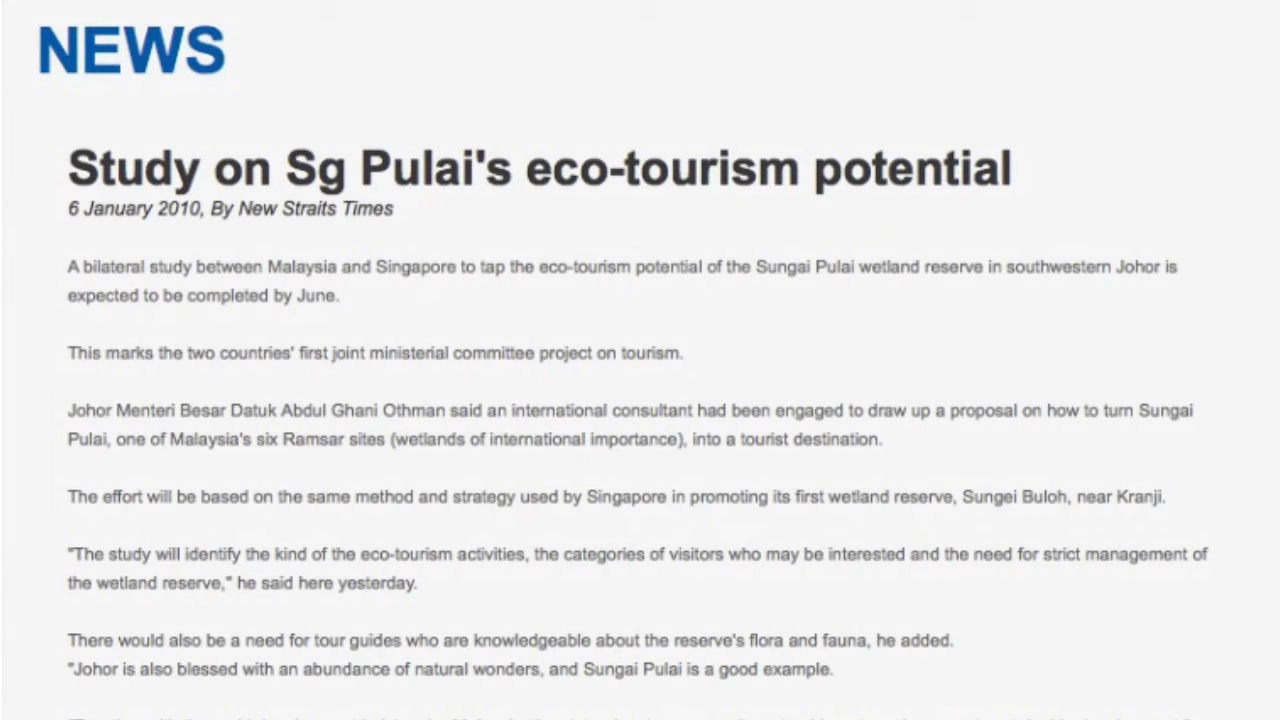 NEWS
Study on Sg Pulai's eco-tourism potential
6 January 2010, By New Straits Times
A bilateral study between Malaysia and Singapore to tap the eco-tourism potential of the Sungai Pulai wetland reserve in southwestern Johor is
expected to be completed by June.
This marks the two countries' first joint ministerial committee project on tourism.
Johor Menteri Besar Datuk Abdul Ghani Othman said an international consultant had been engaged to draw up a proposal on how to turn Sungai
Pulai, one of Malaysia's six Ramsar sites (wetlands of international importance), into a tourist destination.
The effort will be based on the same method and strategy used by Singapore in promoting its first wetland reserve, Sungei Buloh, near Kranji.
"The study will identify the kind of the eco-tourism activities, the categories of visitors who may be interested and the need for strict management of
the wetland reserve," he said here yesterday.
There would also be a need for tour guides who are knowledgeable about the reserve's flora and fauna, he added.
"Johor is also blessed with an abundance of natural wonders, and Sungai Pulai is a good example.